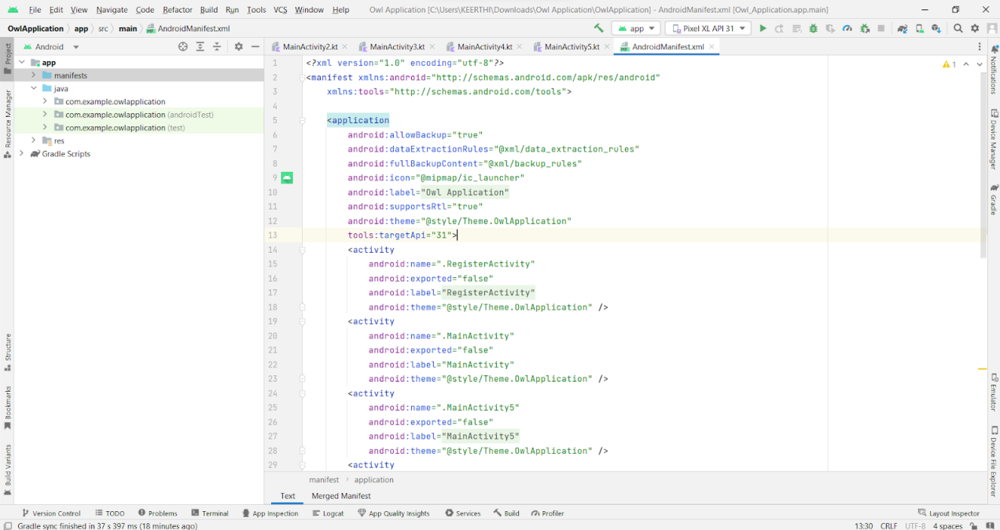 File Edit View Navigate Code Refactor Build Run Tools VCS Window Help Owl Application [C:\Users\KEERTHI\Downloads\Owl Application\OwlApplication] - AndroidManifest.xml [Owl_Application.app.main]
OwlApplication app src main AndroidManifest.xml app Pixel XL API 31
Android MainActivity2.kt MainActivity3.kt MainActivity4.kt MainActivity5.kt AndroidManifest.xml
Project
Resource Manager
Structure
Bookmarks
Build Variants
app
manifests
java
com.example.owlapplication
com.example.owlapplication (androidTest)
com.example.owlapplication (test)
res
Gradle Scripts
1 <?xml version="1.0" encoding="utf-8"?>
2 <manifest xmlns:android="http://schemas.android.com/apk/res/android"
3 xmlns:tools="http://schemas.android.com/tools">
4
5 <application
6 android:allowBackup="true"
7 android:dataExtractionRules="@xml/data_extraction_rules"
8 android:fullBackupContent="@xml/backup_rules"
9 android:icon="@mipmap/ic_launcher"
10 android:label="Owl Application"
11 android:supportsRtl="true"
12 android:theme="@style/Theme.OwlApplication"
13 tools:targetApi="31">
14 <activity
15 android:name=".RegisterActivity"
16 android:exported="false"
17 android:label="RegisterActivity"
18 android:theme="@style/Theme.OwlApplication" />
19 <activity
20 android:name=".MainActivity"
21 android:exported="false"
22 android:label="MainActivity"
23 android:theme="@style/Theme.OwlApplication" />
24 <activity
25 android:name=".MainActivity5"
26 android:exported="false"
27 android:label="MainActivity5"
28 android:theme="@style/Theme.OwlApplication" />
29 <activity
1
Notifications
Device Manager
Gradle
Emulator
Device File Explorer
manifest application
Text Merged Manifest
Version Control TODO Problems Terminal App Inspection Logcat App Quality Insights Services Build Profiler Layout Inspector
Gradle sync finished in 37 s 397 ms (18 minutes ago) 13:30 CRLF UTF-8 4 spaces